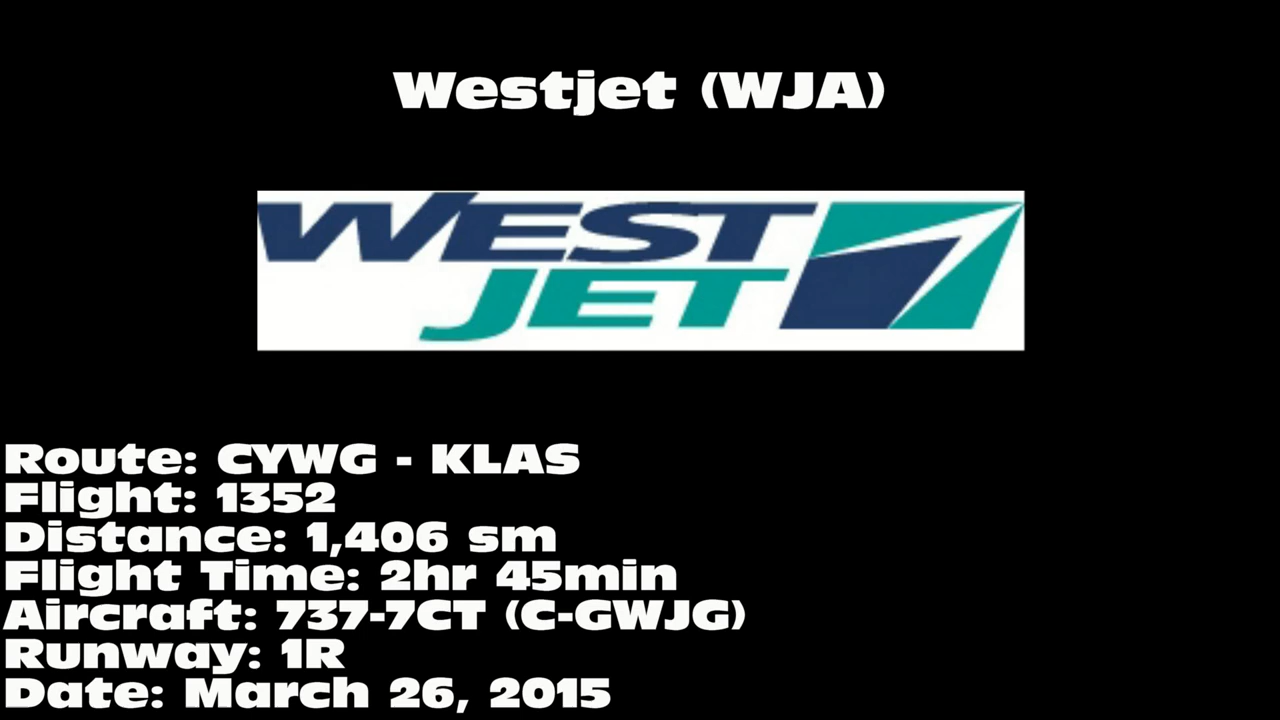 Westjet (WJA)
WEST
JET
Route: CYWG - KLAS
Flight: 1352
Distance: 1,406 sm
Flight Time: 2hr 45min
Aircraft: 737-7CT (C-GWJG)
Runway: 1R
Date: March 26, 2015